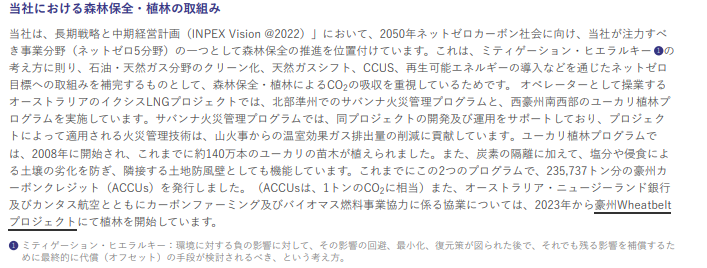 当社における森林保全・植林の取組み
当社は、長期戦略と中期経営計画（INPEX Vision @2022）」において、2050年ネットゼロカーボン社会に向け、当社が注力すべ
き事業分野（ネットゼロ5分野）の一つとして森林保全の推進を位置付けています。これは、ミティゲーション・ヒエラルキー❶の
考え方に則り、石油・天然ガス分野のクリーン化、天然ガスシフト、CCUS、再生可能エネルギーの導入などを通じたネットゼロ
目標への取組みを補完するものとして、森林保全・植林によるCO₂の吸収を重視しているためです。 オペレーターとして操業する
オーストラリアのイクシスLNGプロジェクトでは、北部準州でのサバンナ火災管理プログラムと、西豪州南西部のユーカリ植林プ
ログラムを実施しています。サバンナ火災管理プログラムでは、同プロジェクトの開発及び運用をサポートしており、プロジェク
トによって適用される火災管理技術は、山火事からの温室効果ガス排出量の削減に貢献しています。ユーカリ植林プログラムで
は、2008年に開始され、これまでに約140万本のユーカリの苗木が植えられました。また、炭素の隔離に加えて、塩分や侵食によ
る土壌の劣化を防ぎ、隣接する土地防風壁としても機能しています。これまでにこの2つのプログラムで、235,737トン分の豪州カ
ーボンクレジット（ACCUs）を発行しました。（ACCUsは、1トンのCO₂に相当）また、オーストラリア・ニュージーランド銀行
及びカンタス航空とともにカーボンファーミング及びバイオマス燃料事業協力に係る協業については、2023年から豪州Wheatbelt
プロジェクトにて植林を開始しています。
❶ ミティゲーション・ヒエラルキー：環境に対する負の影響に対して、その影響の回避、最小化、復元策が図られた後で、それでも残る影響を補償するため
に最終的に代償（オフセット）の手段が検討されるべき、という考え方。